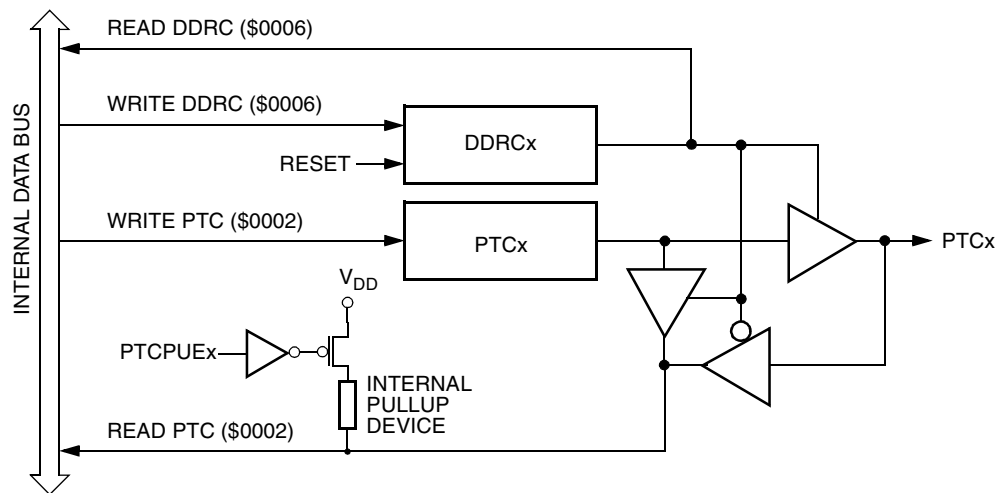 READ DDRC ($0006)
WRITE DDRC ($0006)
DDRCx
RESET
INTERNAL DATA BUS
WRITE PTC ($0002)
PTCx
PTCx
VDD
PTCPUEx
INTERNAL
PULLUP
DEVICE
READ PTC ($0002)